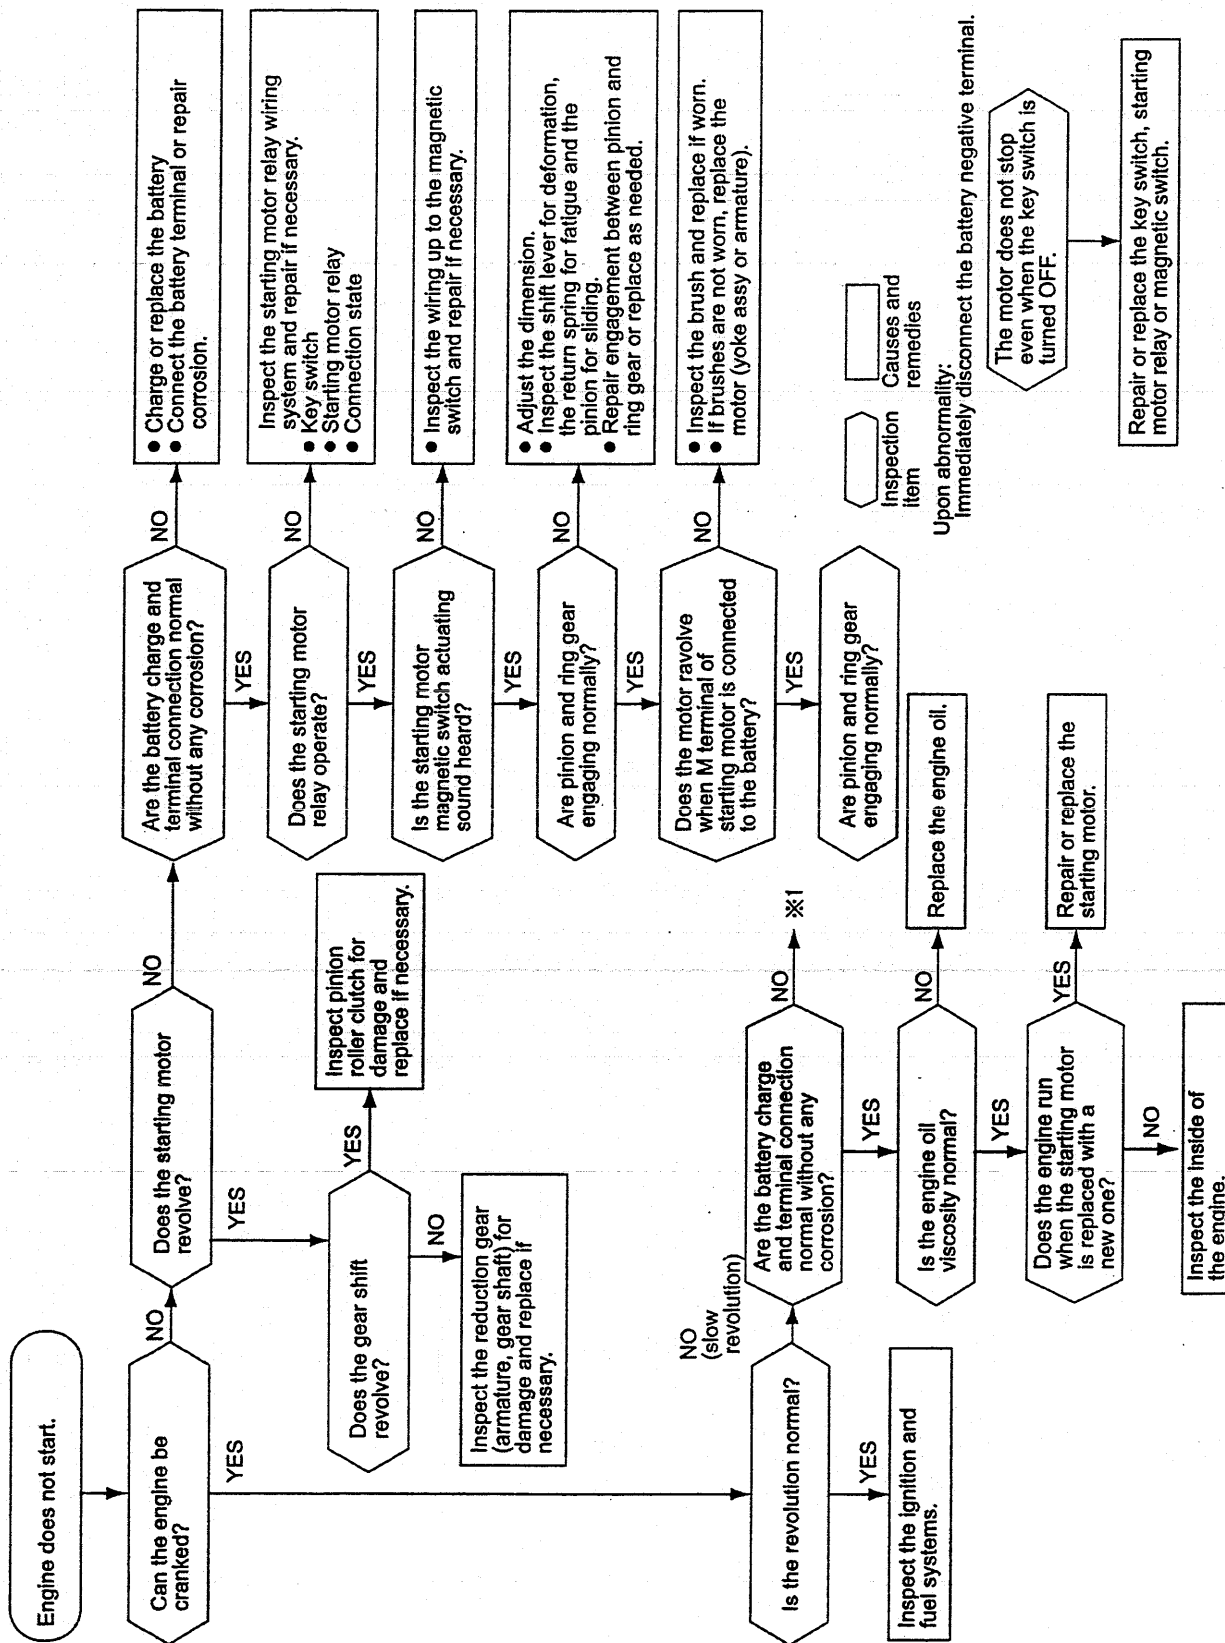 Engine does not start.
Can the engine be
cranked?
NO
YES
Does the starting motor
revolve?
NO
YES
Are the battery charge and
terminal connection normal
without any corrosion?
NO
YES
● Charge or replace the battery
● Connect the battery terminal or repair
corrosion.
Does the starting motor
relay operate?
NO
YES
Inspect the starting motor relay wiring
system and repair if necessary.
● Key switch
● Starting motor relay
● Connection state
Is the starting motor
magnetic switch actuating
sound heard?
NO
YES
● Inspect the wiring up to the magnetic
switch and repair if necessary.
Are pinion and ring gear
engaging normally?
NO
YES
● Adjust the dimension.
● Inspect the shift lever for deformation,
the return spring for fatigue and the
pinion for sliding.
● Repair engagement between pinion and
ring gear or replace as needed.
Does the motor ravolve
when M terminal of
starting motor is connected
to the battery?
NO
YES
● Inspect the brush and replace if worn.
● If brushes are not worn, replace the
motor (yoke assy or armature).
Are pinion and ring gear
engaging normally?
Does the gear shift
revolve?
YES
NO
Inspect pinion
roller clutch for
damage and
replace if necessary.
Inspect the reduction gear
(armature, gear shaft) for
damage and replace if
necessary.
Is the revolution normal?
NO
(slow
revolution)
YES
Inspect the ignition and
fuel systems.
Are the battery charge
and terminal connection
normal without any
corrosion?
NO
※1
YES
Is the engine oil
viscosity normal?
NO
YES
Replace the engine oil.
Does the engine run
when the starting motor
is replaced with a
new one?
YES
NO
Repair or replace the
starting motor.
Inspect the inside of
the engine.
Inspection
item
Causes and
remedies
Upon abnormality:
Immediately disconnect the battery negative terminal.
The motor does not stop
even when the key switch is
turned OFF.
Repair or replace the key switch, starting
motor relay or magnetic switch.